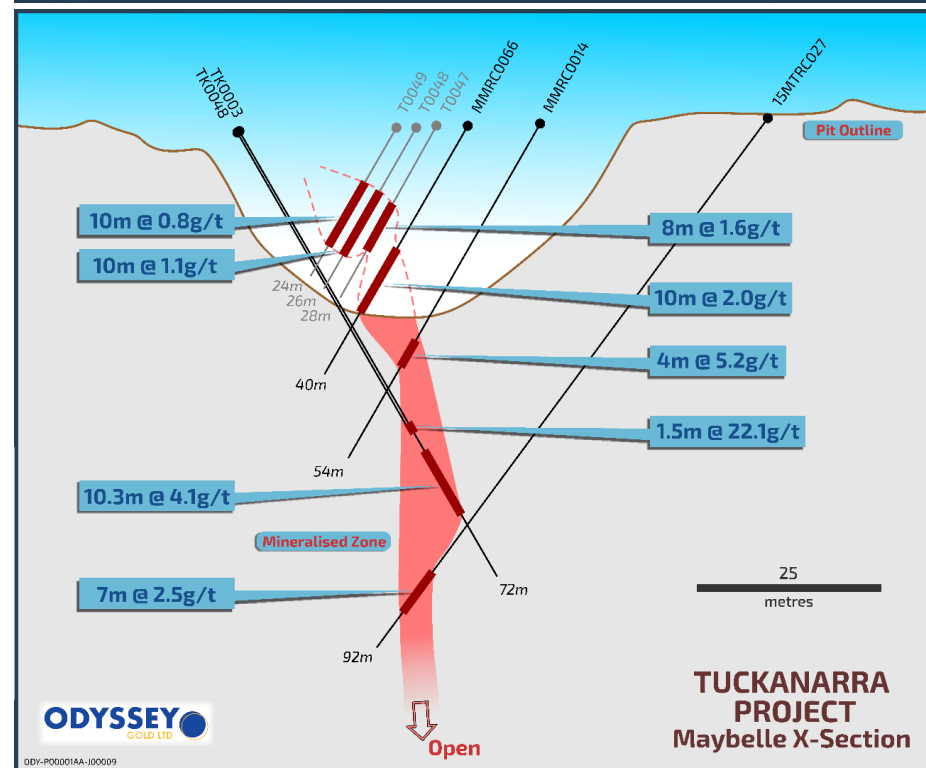 TK0003
TK0048
T0049
T0048
T0047
MMRC0066
MMRC0014
15MTRC027
Pit Outline
10m @ 0.8g/t
8m @ 1.6g/t
10m @ 1.1g/t
24m
26m
28m
10m @ 2.0g/t
40m
4m @ 5.2g/t
1.5m @ 22.1g/t
54m
10.3m @ 4.1g/t
Mineralised Zone
72m
25
metres
7m @ 2.5g/t
92m
Open
TUCKANARRA
PROJECT
Maybelle X-Section
ODYSSEY
GOLD LTD
ODY-P00001AA-J00009